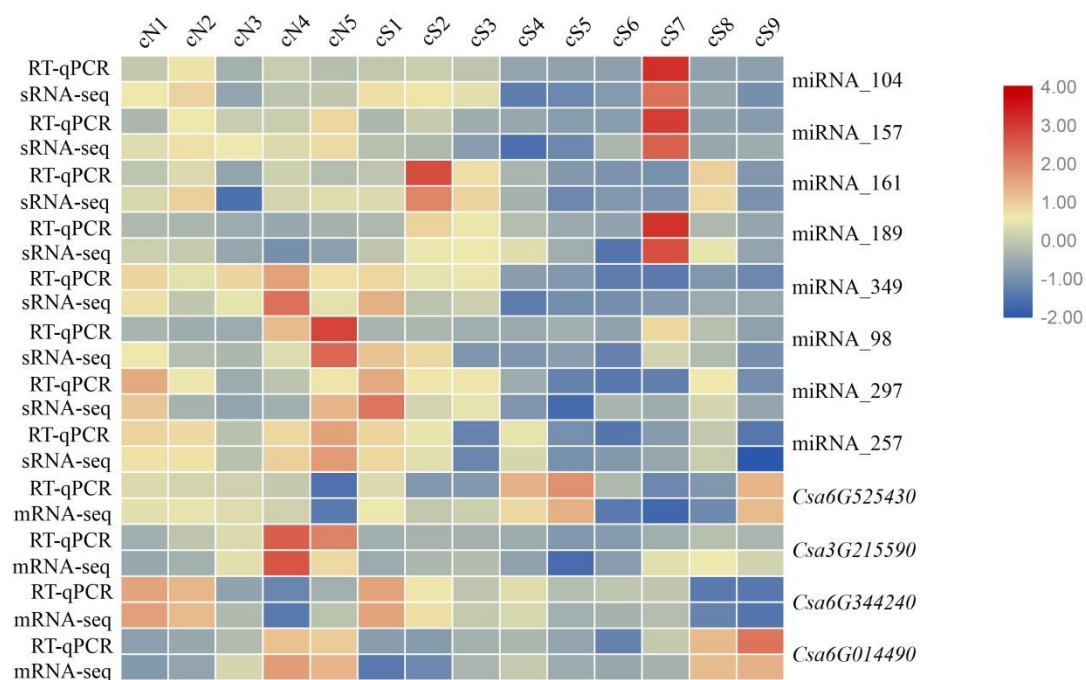 cN1 cN2 cN3 cN4 cN5 cS1 cS2 cS3 cS4 cS5 cS6 cS7 cS8 cS9
RT-qPCR
sRNA-seq
miRNA_104
RT-qPCR
sRNA-seq
miRNA_157
RT-qPCR
sRNA-seq
miRNA_161
RT-qPCR
sRNA-seq
miRNA_189
RT-qPCR
sRNA-seq
miRNA_349
RT-qPCR
sRNA-seq
miRNA_98
RT-qPCR
sRNA-seq
miRNA_297
RT-qPCR
sRNA-seq
miRNA_257
RT-qPCR
mRNA-seq
Csa6G525430
RT-qPCR
mRNA-seq
Csa3G215590
RT-qPCR
mRNA-seq
Csa6G344240
RT-qPCR
mRNA-seq
Csa6G014490
4.00
3.00
2.00
1.00
0.00
-1.00
-2.00